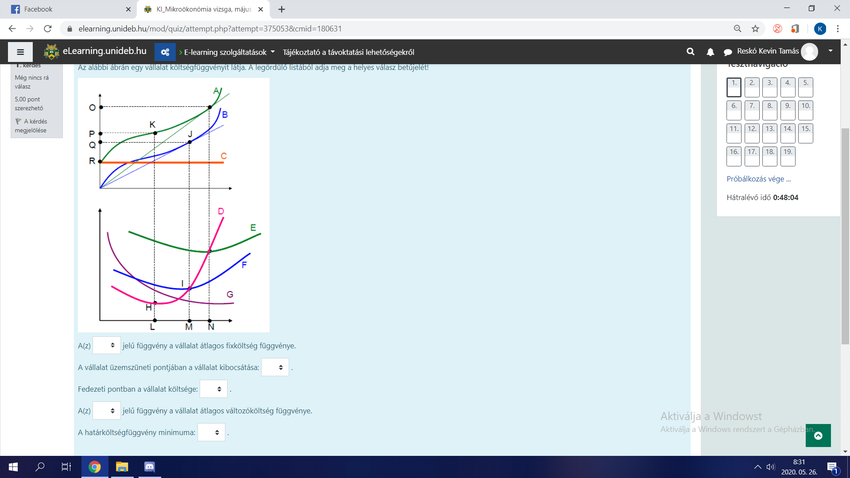 Facebook
KI_Mikroökonómia vizsga, május
elearning.unideb.hu/mod/quiz/attempt.php?attempt=375053&cmid=180631
K
eLearning.unideb.hu
E-learning szolgáltatások
Tájékoztató a távoktatási lehetőségekről
Reskó Kevin Tamás
1. kérdés
Még nincs rá
válasz
5.00 pont
szerezhető
A kérdés
megjelölése
Az alábbi ábrán egy vállalat költségfüggvényeit látja. A legördülő listából adja meg a helyes válasz betűjelét!
A
O
B
K
P
J
Q
R
C
D
E
F
I
G
H
L M N
A(z) jelű függvény a vállalat átlagos fixköltség függvénye.
A vállalat üzemszüneti pontjában a vállalat kibocsátása: .
Fedezeti pontban a vállalat költsége: .
A(z) jelű függvény a vállalat átlagos változóköltség függvénye.
A határköltségfüggvény minimuma: .
Tesztnavigáció
1. 2. 3. 4. 5.
6. 7. 8. 9. 10.
11. 12. 13. 14. 15.
16. 17. 18. 19.
Próbálkozás vége ...
Hátralévő idő 0:48:04
Aktiválja a Windowst
Aktiválja a Windows rendszert a Gépházban.
8:31
2020. 05. 26.
1